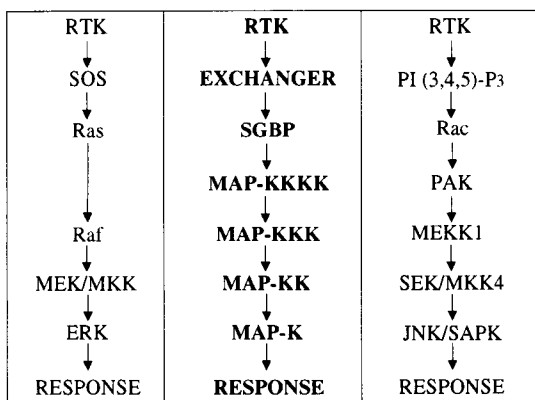 RTK
SOS
Ras
Raf
MEK/MKK
ERK
RESPONSE
RTK
EXCHANGER
SGBP
MAP-KKKK
MAP-KKK
MAP-KK
MAP-K
RESPONSE
RTK
PI (3,4,5)-P3
Rac
PAK
MEKK1
SEK/MKK4
JNK/SAPK
RESPONSE